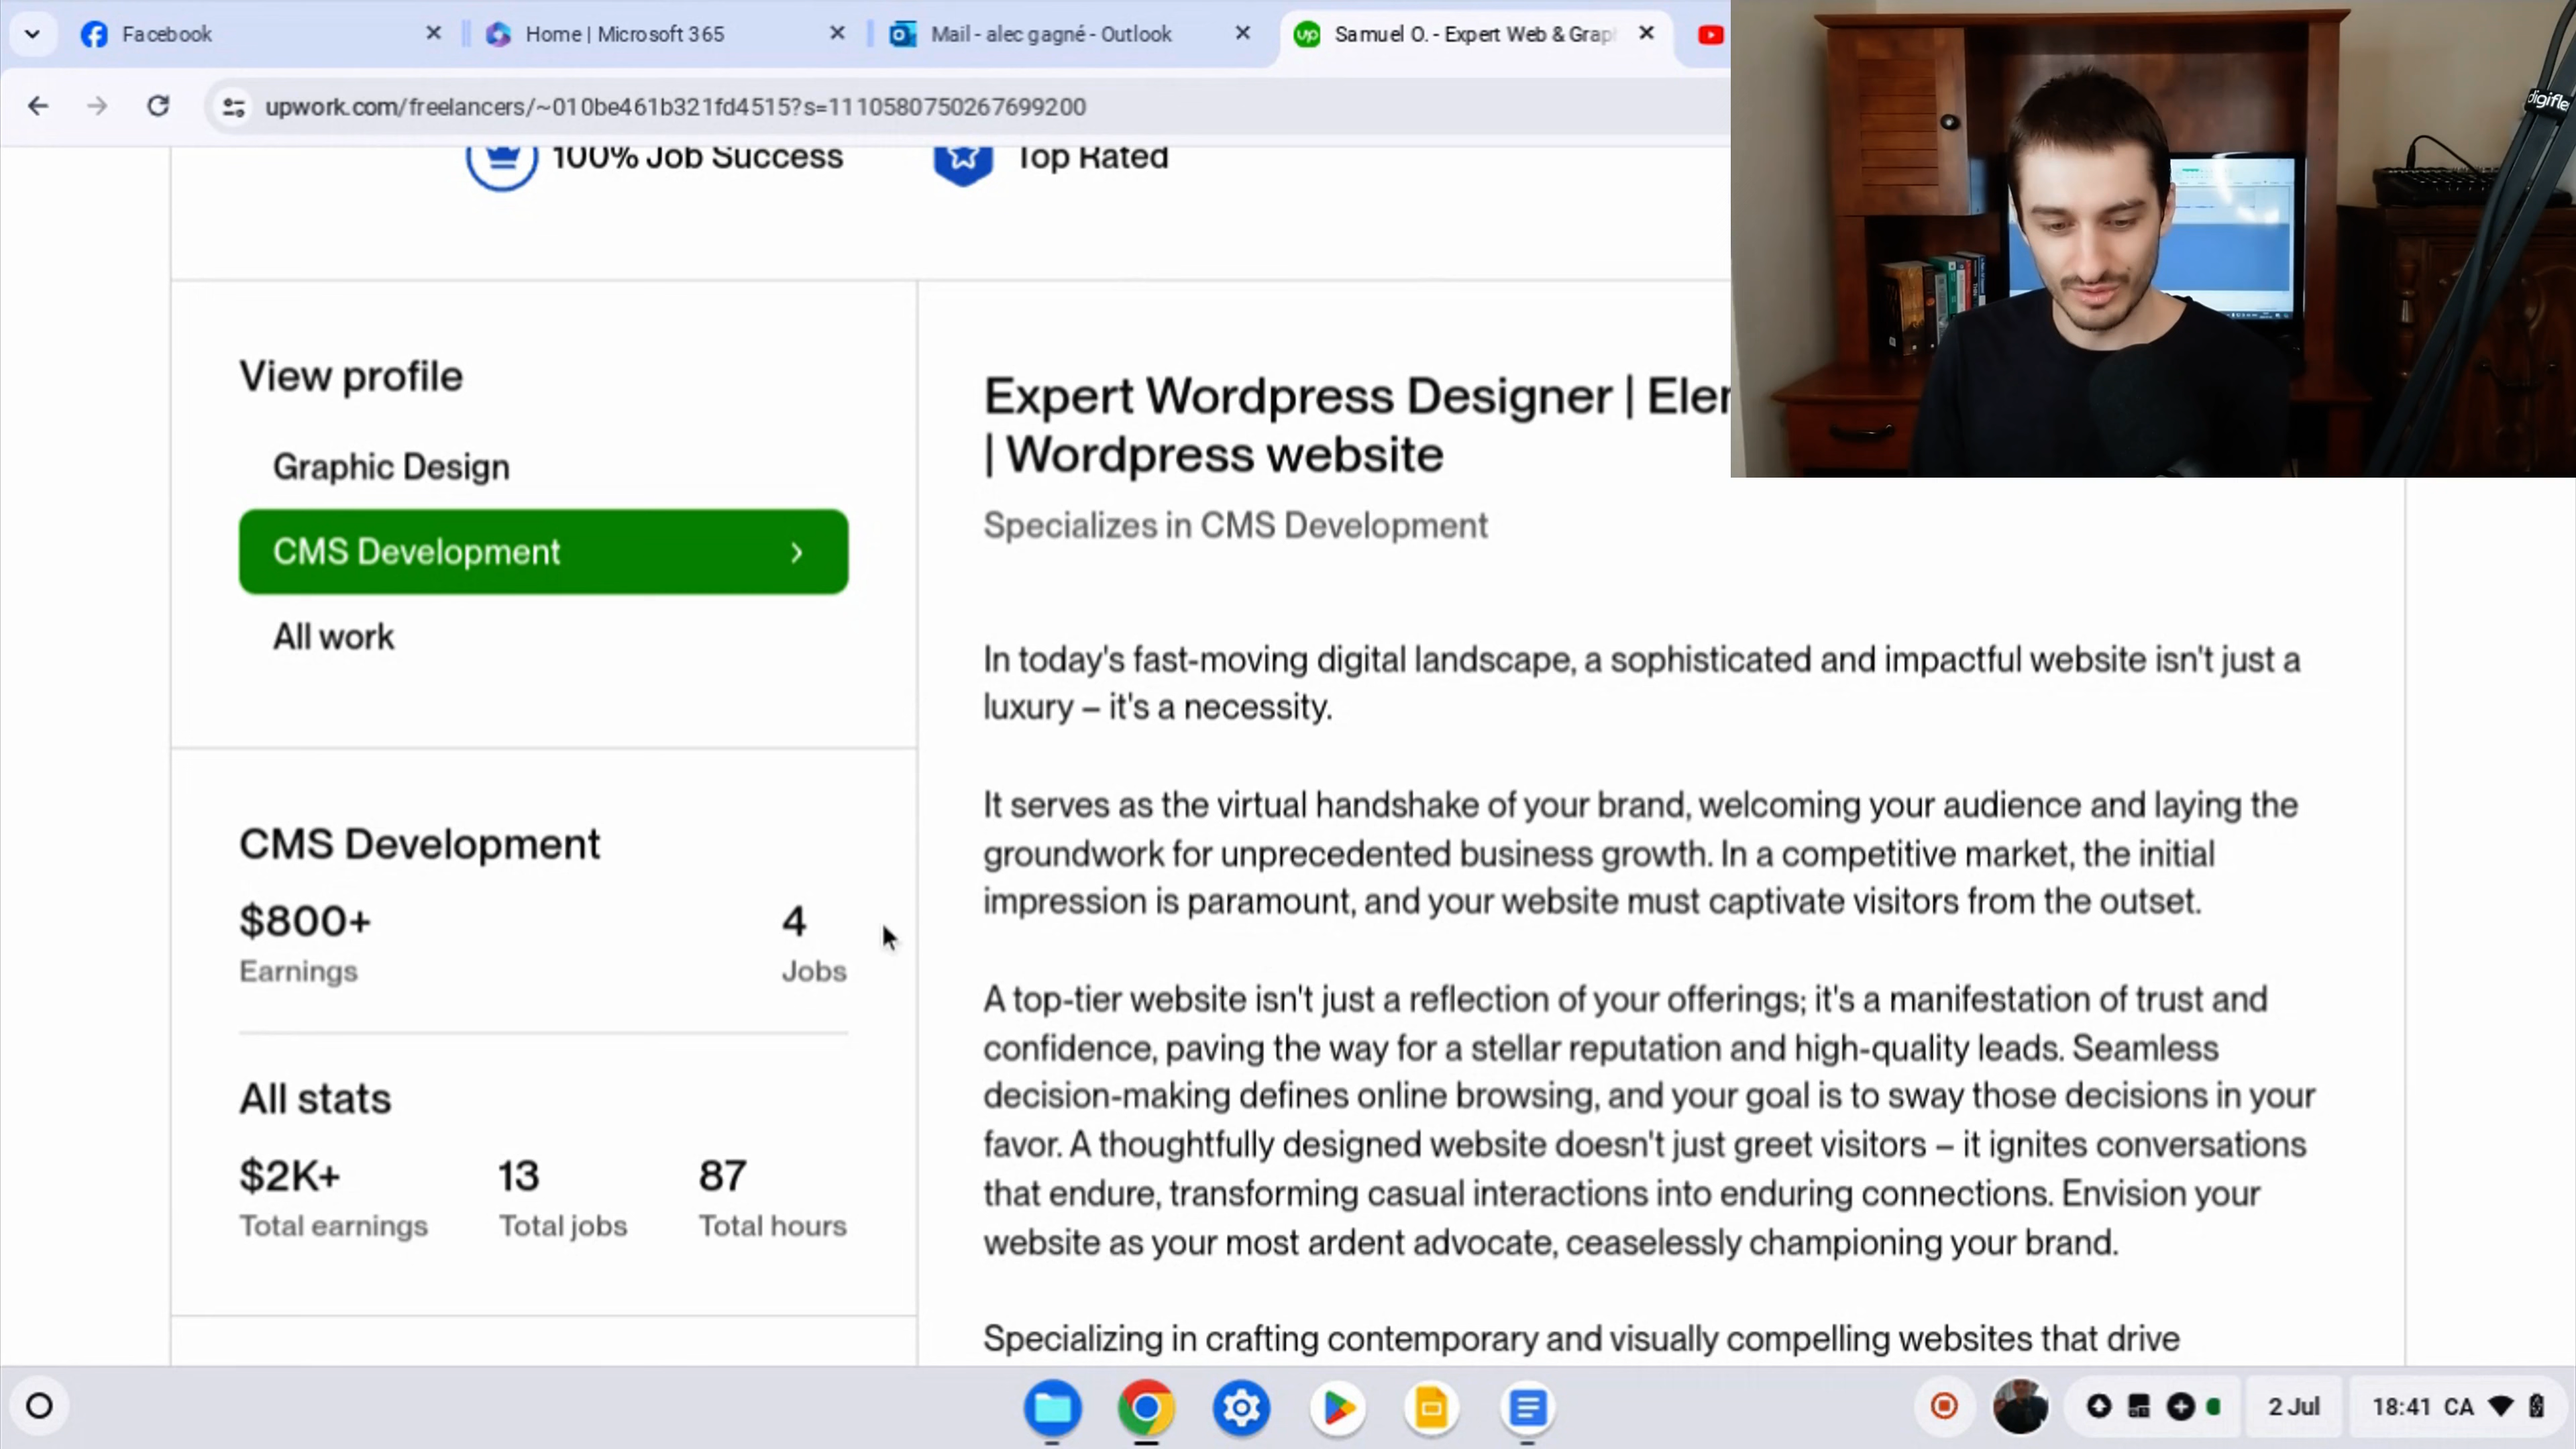 Facebook
Home | Microsoft 365
Mail - alec gagné - Outlook
Samuel O. - Expert Web & Grap
upwork.com/freelancers/~010be461b321fd4515?s=1110580750267699200
digifle
100% Job Success
Top Rated
View profile
Graphic Design
CMS Development
All work
CMS Development
$800+
4
Earnings
Jobs
All stats
$2K+
13
87
Total earnings
Total jobs
Total hours
Expert Wordpress Designer | Eler
| Wordpress website
Specializes in CMS Development
In today's fast-moving digital landscape, a sophisticated and impactful website isn't just a
luxury – it's a necessity.
It serves as the virtual handshake of your brand, welcoming your audience and laying the
groundwork for unprecedented business growth. In a competitive market, the initial
impression is paramount, and your website must captivate visitors from the outset.
A top-tier website isn't just a reflection of your offerings; it's a manifestation of trust and
confidence, paving the way for a stellar reputation and high-quality leads. Seamless
decision-making defines online browsing, and your goal is to sway those decisions in your
favor. A thoughtfully designed website doesn't just greet visitors – it ignites conversations
that endure, transforming casual interactions into enduring connections. Envision your
website as your most ardent advocate, ceaselessly championing your brand.
Specializing in crafting contemporary and visually compelling websites that drive
2 Jul
18:41 CA